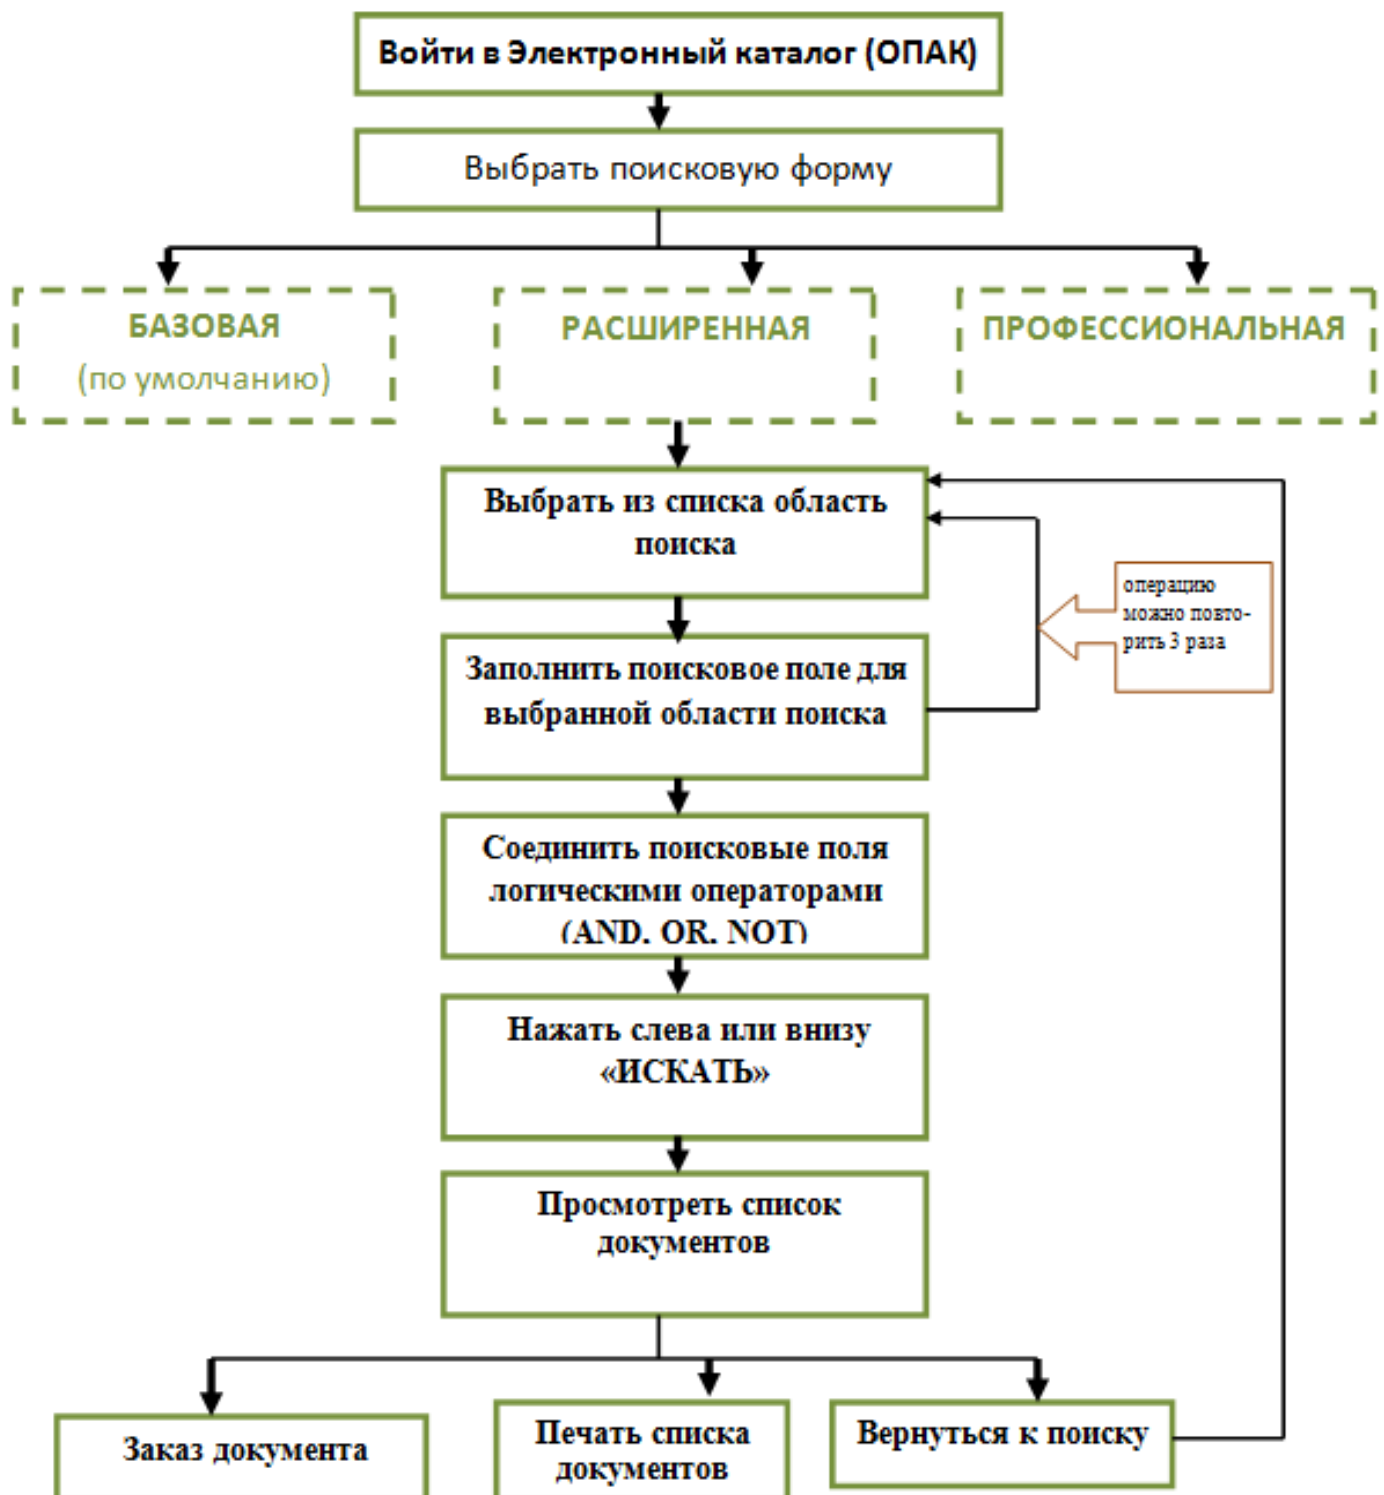 Войти в Электронный каталог (ОПАК)
Выбрать поисковую форму
БАЗОВАЯ
(по умолчанию)
РАСШИРЕННАЯ
ПРОФЕССИОНАЛЬНАЯ
Выбрать из списка область
поиска
операцию
можно повто-
рить 3 раза
Заполнить поисковое поле для
выбранной области поиска
Соединить поисковые поля
логическими операторами
(AND, OR, NOT)
Нажать слева или внизу
«ИСКАТЬ»
Просмотреть список
документов
Заказ документа
Печать списка
документов
Вернуться к поиску